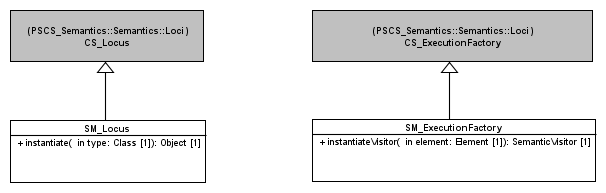 (PSCS_Semantics::Semantics::Loci)
CS_Locus
(PSCS_Semantics::Semantics::Loci)
CS_ExecutionFactory
SM_Locus
+instantiate( in type: Class [1]): Object [1]
SM_ExecutionFactory
+instantiateVisitor( in element: Element [1]): SemanticVisitor [1]